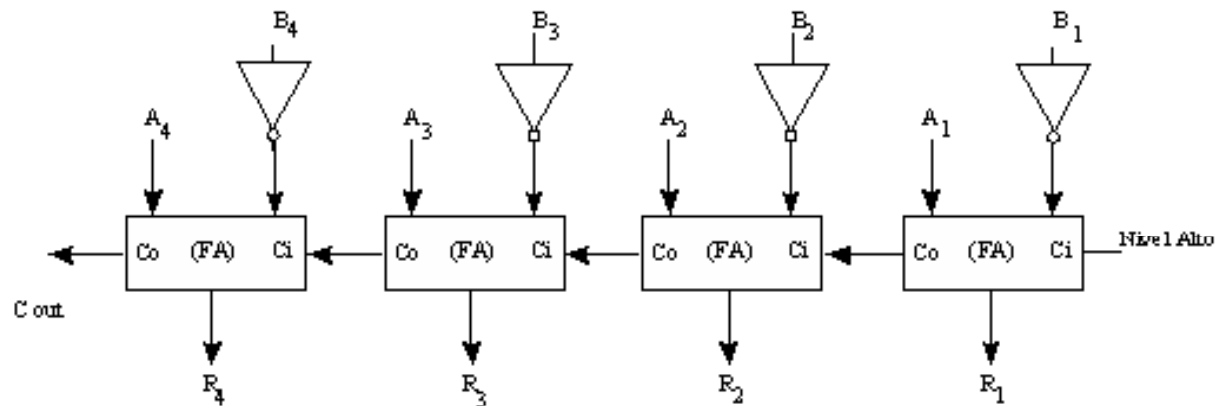 B4 B3 B2 B1
A4 A3 A2 A1
Co (FA) Ci Co (FA) Ci Co (FA) Ci Co (FA) Ci Nivel Alto
C out
R4 R3 R2 R1